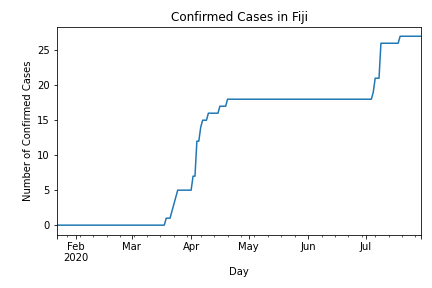 Confirmed Cases in Fiji
Number of Confirmed Cases
25
20
15
10
5
0
Feb
2020
Mar
Apr
May
Jun
Jul
Day